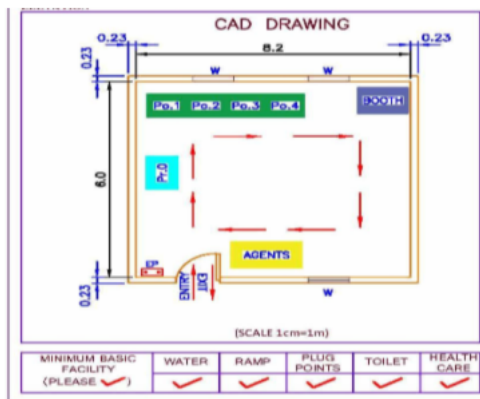 CAD DRAWING
0.23 8.2 0.23
0.23 W W
Po.1 Po.2 Po.3 Po.4 BOOTH
6.0
Pr.0
AGENTS
EP
ENTRY EXIT
0.23
W
(SCALE 1cm=1m)
MINIMUM BASIC FACILITY (PLEASE ✓) WATER RAMP PLUG POINTS TOILET HEALTH CARE
✓ ✓ ✓ ✓ ✓